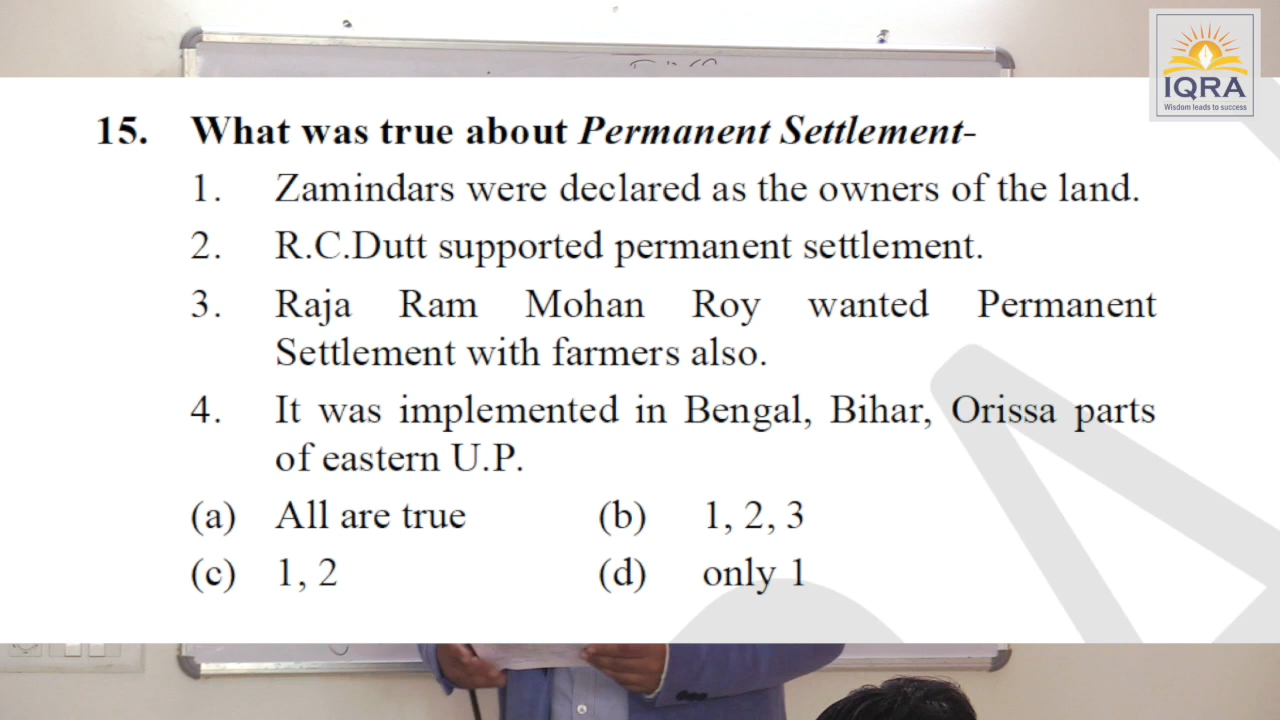 IQRA
Wisdom leads to success
15. What was true about Permanent Settlement-
1. Zamindars were declared as the owners of the land.
2. R.C.Dutt supported permanent settlement.
3. Raja Ram Mohan Roy wanted Permanent
Settlement with farmers also.
4. It was implemented in Bengal, Bihar, Orissa parts
of eastern U.P.
(a) All are true (b) 1, 2, 3
(c) 1, 2 (d) only 1